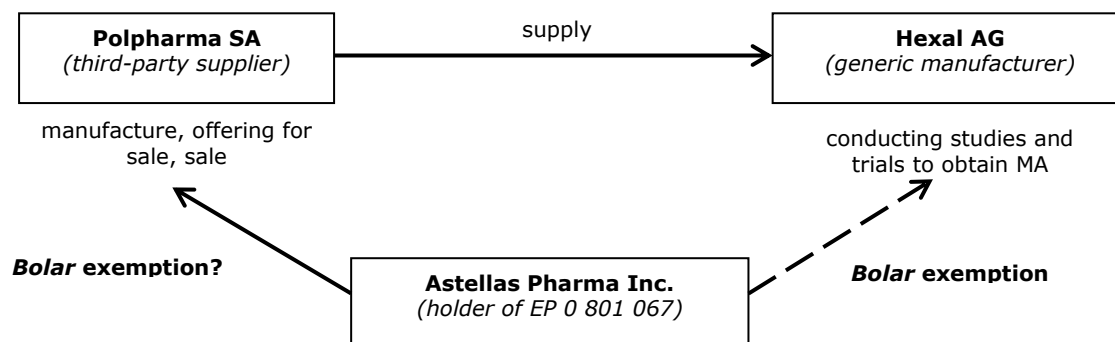 Polpharma SA
(third-party supplier)
supply
Hexal AG
(generic manufacturer)
manufacture, offering for
sale, sale
conducting studies and
trials to obtain MA
Bolar exemption?
Astellas Pharma Inc.
(holder of EP 0 801 067)
Bolar exemption